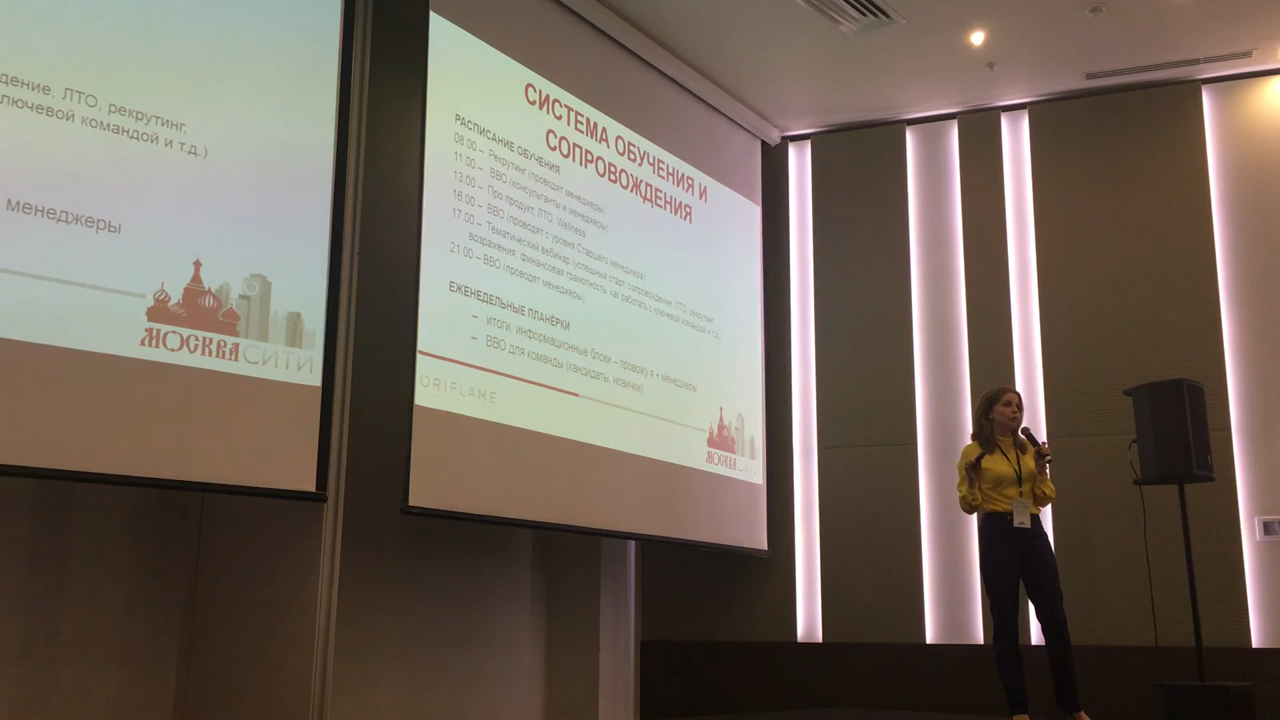 дение, ЛТО, рекрутинг,
лючевой командой и т.д.)
менеджеры
МОСКВА СИТИ
СИСТЕМА ОБУЧЕНИЯ И
СОПРОВОЖДЕНИЯ
РАСПИСАНИЕ ОБУЧЕНИЯ
08.00 – Рекрутинг (проводят менеджеры)
11.00 – ВВО (консультанты и менеджеры)
13.00 – Про продукт, ЛТО, Wellness
16.00 – ВВО (проводят с уровня Старшего менеджера)
17.00 – Тематический вебинар (успешный старт, сопровождение, ЛТО, рекрутинг,
возражения, финансовая грамотность, как работать с ключевой командой и т.д.)
21.00 – ВВО (проводят менеджеры)
ЕЖЕНЕДЕЛЬНЫЕ ПЛАНЁРКИ
– итоги, информационные блоки – провожу я + менеджеры
– ВВО для команды (кандидаты, новички)
ORIFLAME
МОСКВА СИТИ